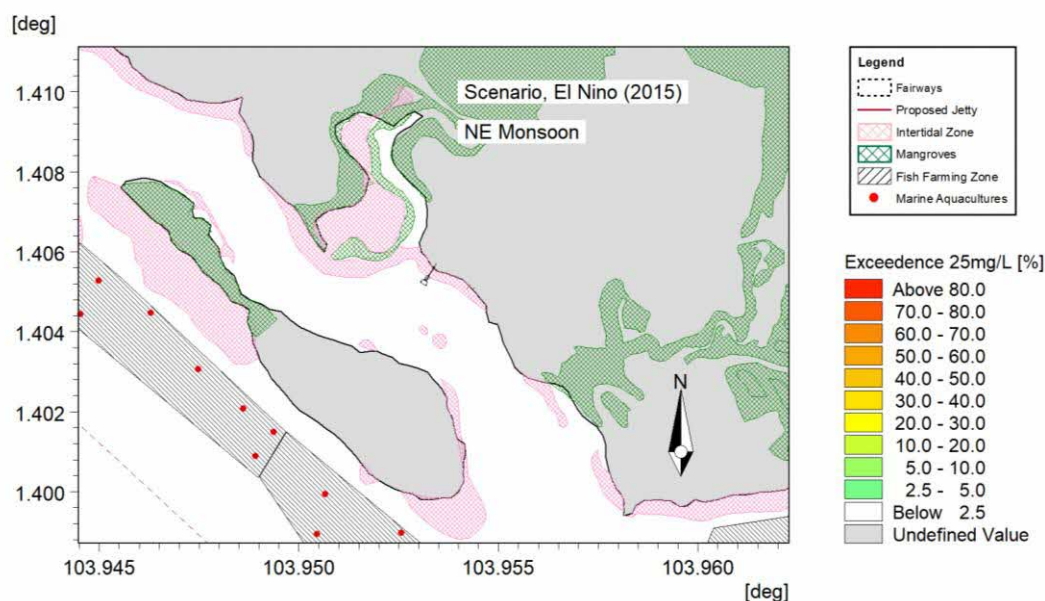 [deg]
1.410
1.408
1.406
1.404
1.402
1.400
103.945
103.950
103.955
103.960
[deg]
Scenario, El Nino (2015)
NE Monsoon
N
Legend
Fairways
Proposed Jetty
Intertidal Zone
Mangroves
Fish Farming Zone
Marine Aquacultures
Exceedence 25mg/L [%]
Above 80.0
70.0 - 80.0
60.0 - 70.0
50.0 - 60.0
40.0 - 50.0
30.0 - 40.0
20.0 - 30.0
10.0 - 20.0
5.0 - 10.0
2.5 - 5.0
Below 2.5
Undefined Value